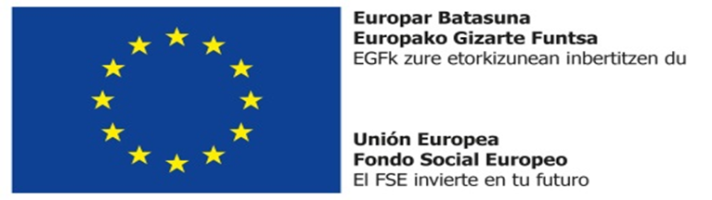 Europar Batasuna
Europako Gizarte Funtsa
EGFk zure etorkizunean inbertitzen du
Unión Europea
Fondo Social Europeo
El FSE invierte en tu futuro